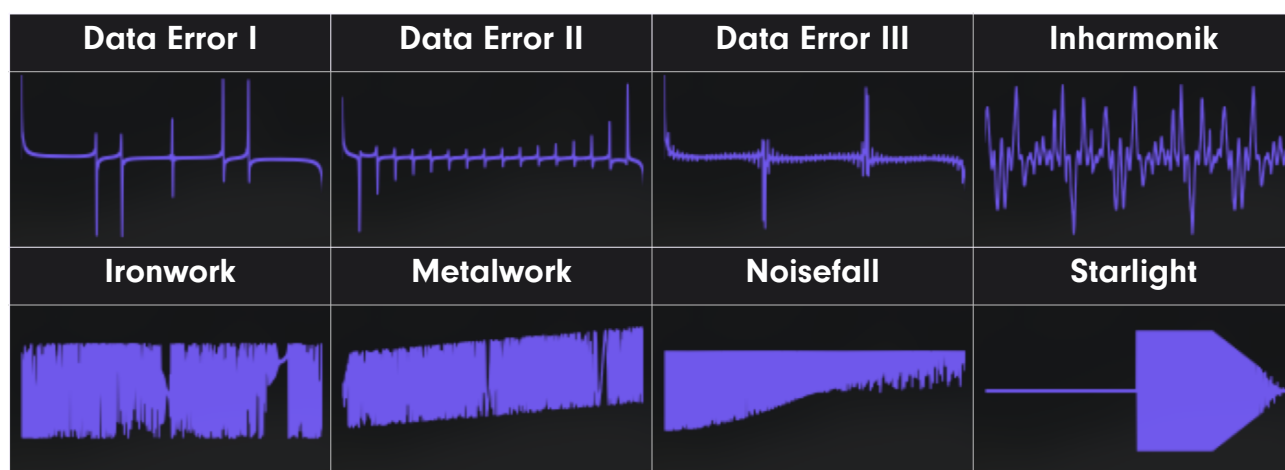 Data Error I
Data Error II
Data Error III
Inharmonik
Ironwork
Metalwork
Noisefall
Starlight